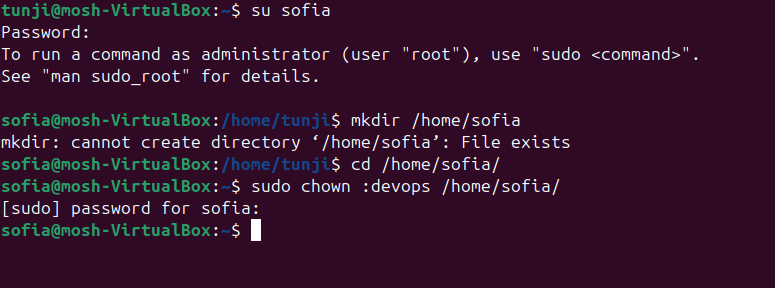 tunji@mosh-VirtualBox:~$ su sofia
Password:
To run a command as administrator (user "root"), use "sudo <command>".
See "man sudo_root" for details.
sofia@mosh-VirtualBox:/home/tunji$ mkdir /home/sofia
mkdir: cannot create directory ‘/home/sofia’: File exists
sofia@mosh-VirtualBox:/home/tunji$ cd /home/sofia/
sofia@mosh-VirtualBox:~$ sudo chown :devops /home/sofia/
[sudo] password for sofia:
sofia@mosh-VirtualBox:~$